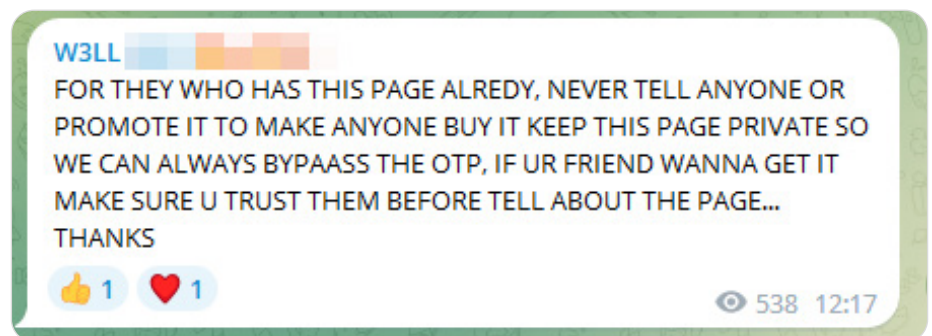 W3LL
FOR THEY WHO HAS THIS PAGE ALREDY, NEVER TELL ANYONE OR
PROMOTE IT TO MAKE ANYONE BUY IT KEEP THIS PAGE PRIVATE SO
WE CAN ALWAYS BYPAASS THE OTP, IF UR FRIEND WANNA GET IT
MAKE SURE U TRUST THEM BEFORE TELL ABOUT THE PAGE...
THANKS
👍 1 ❤️ 1
538 12:17